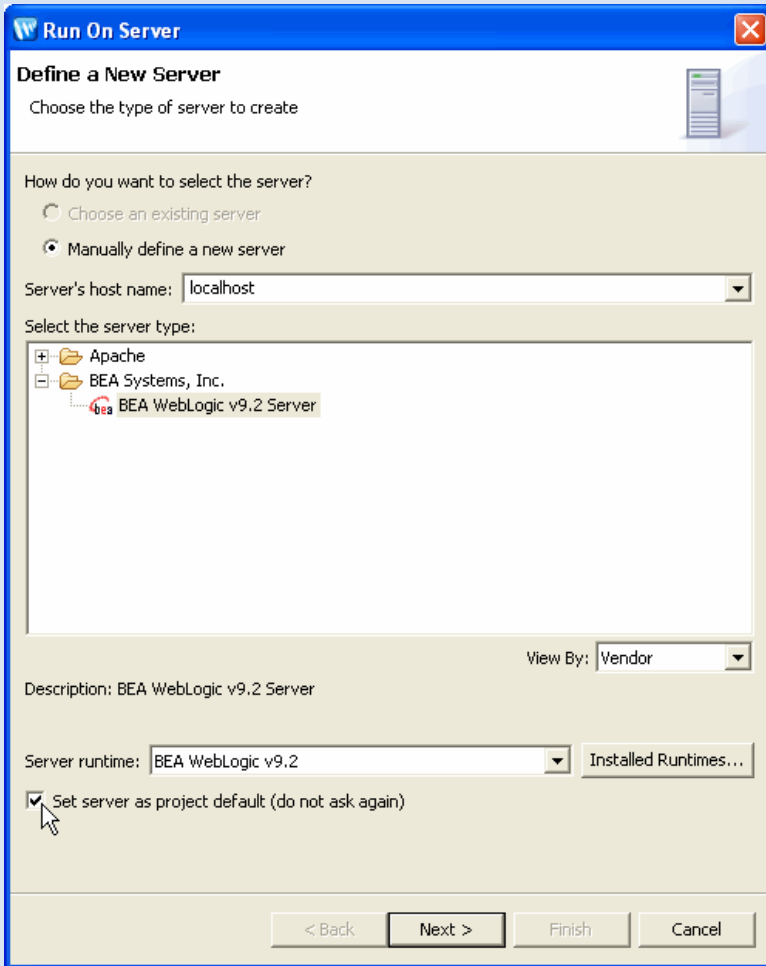 Run On Server
Define a New Server
Choose the type of server to create
How do you want to select the server?
Choose an existing server
Manually define a new server
Server's host name: localhost
Select the server type:
Apache
BEA Systems, Inc.
bea BEA WebLogic v9.2 Server
View By: Vendor
Description: BEA WebLogic v9.2 Server
Server runtime: BEA WebLogic v9.2 Installed Runtimes...
Set server as project default (do not ask again)
< Back Next > Finish Cancel